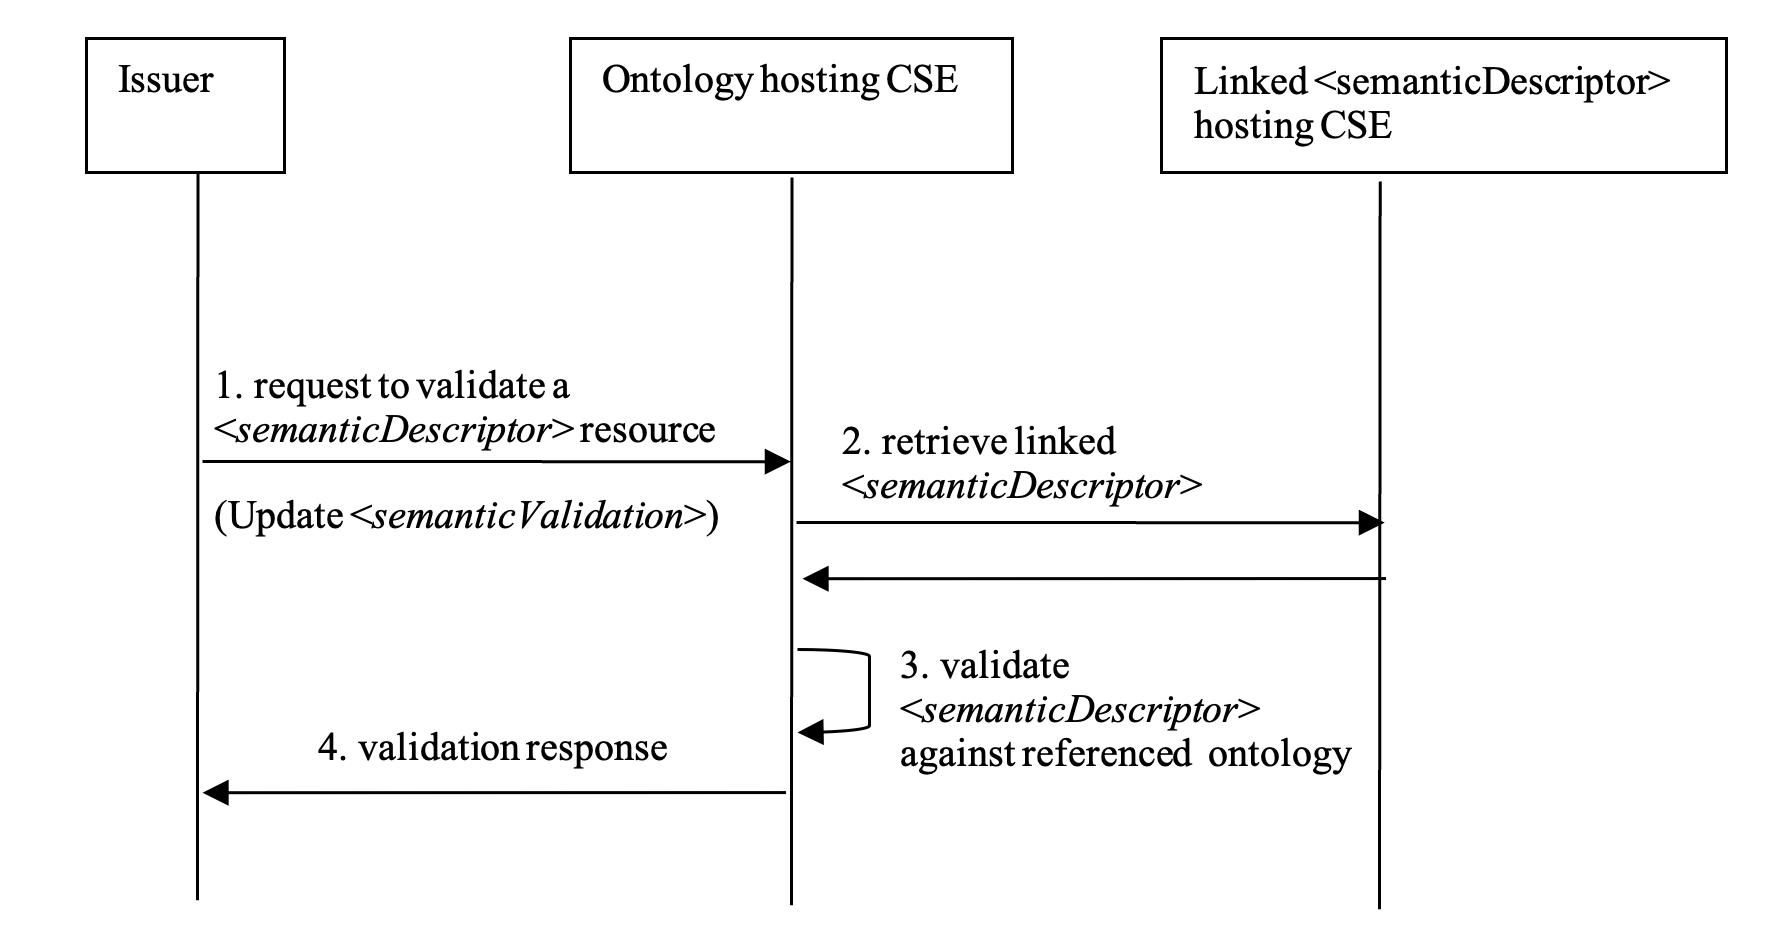 Issuer
Ontology hosting CSE
Linked <semanticDescriptor>
hosting CSE
1. request to validate a
<semanticDescriptor> resource
(Update <semanticValidation>)
2. retrieve linked
<semanticDescriptor>
3. validate
<semanticDescriptor>
against referenced ontology
4. validation response